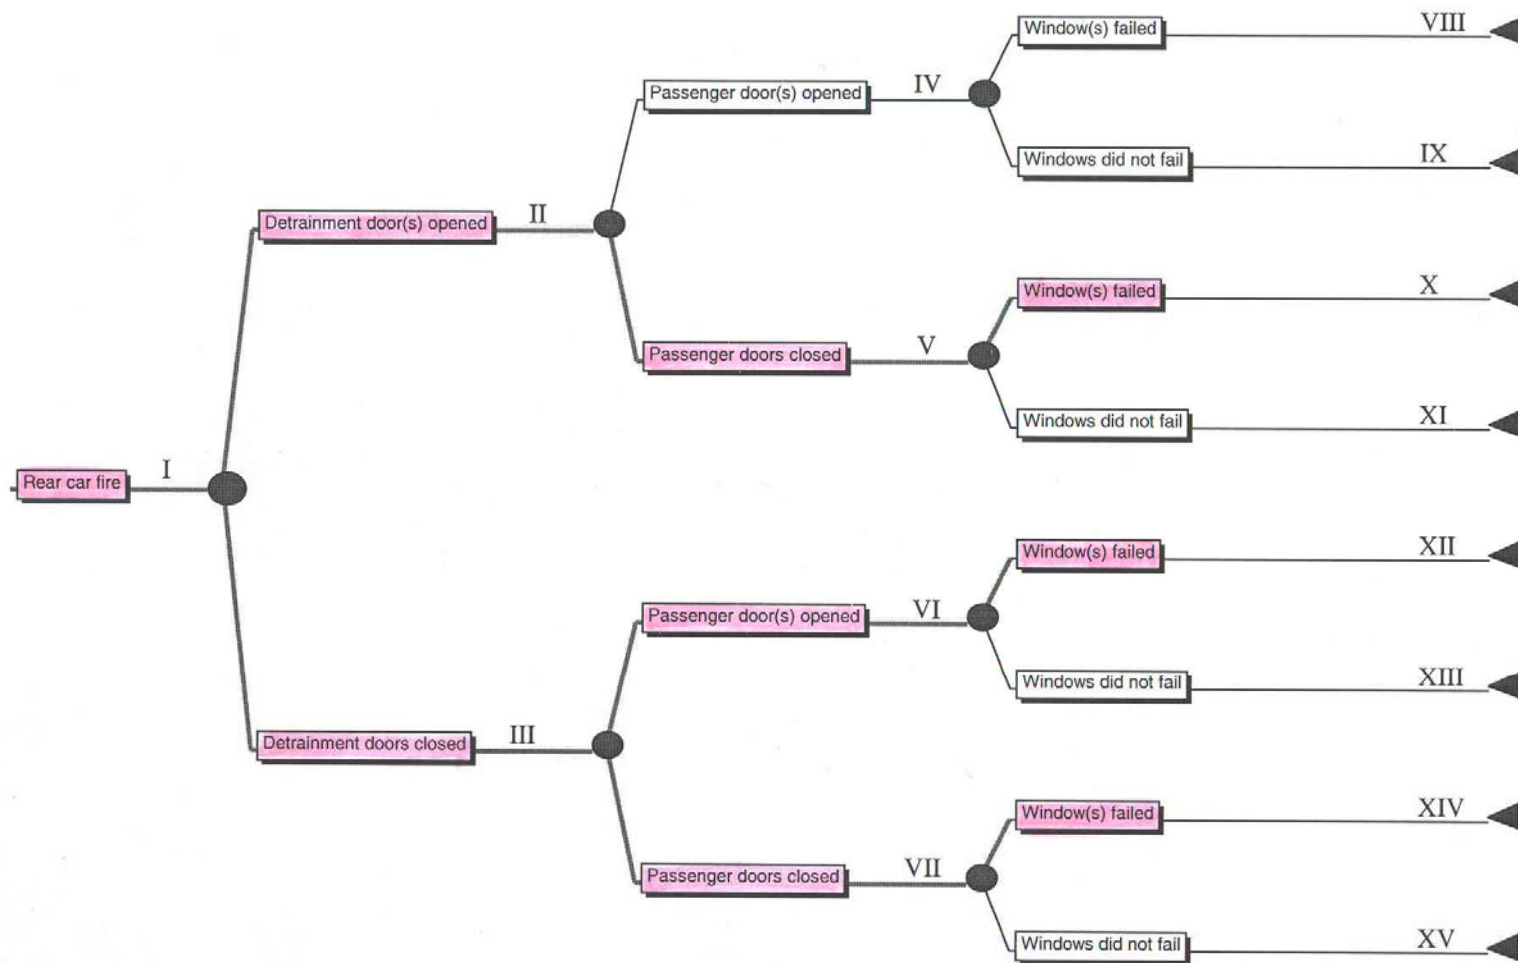 Window(s) failed VIII
Passenger door(s) opened IV
Windows did not fail IX
Detrainment door(s) opened II
Window(s) failed X
Passenger doors closed V
Windows did not fail XI
Rear car fire I
Window(s) failed XII
Passenger door(s) opened VI
Windows did not fail XIII
Detrainment doors closed III
Window(s) failed XIV
Passenger doors closed VII
Windows did not fail XV